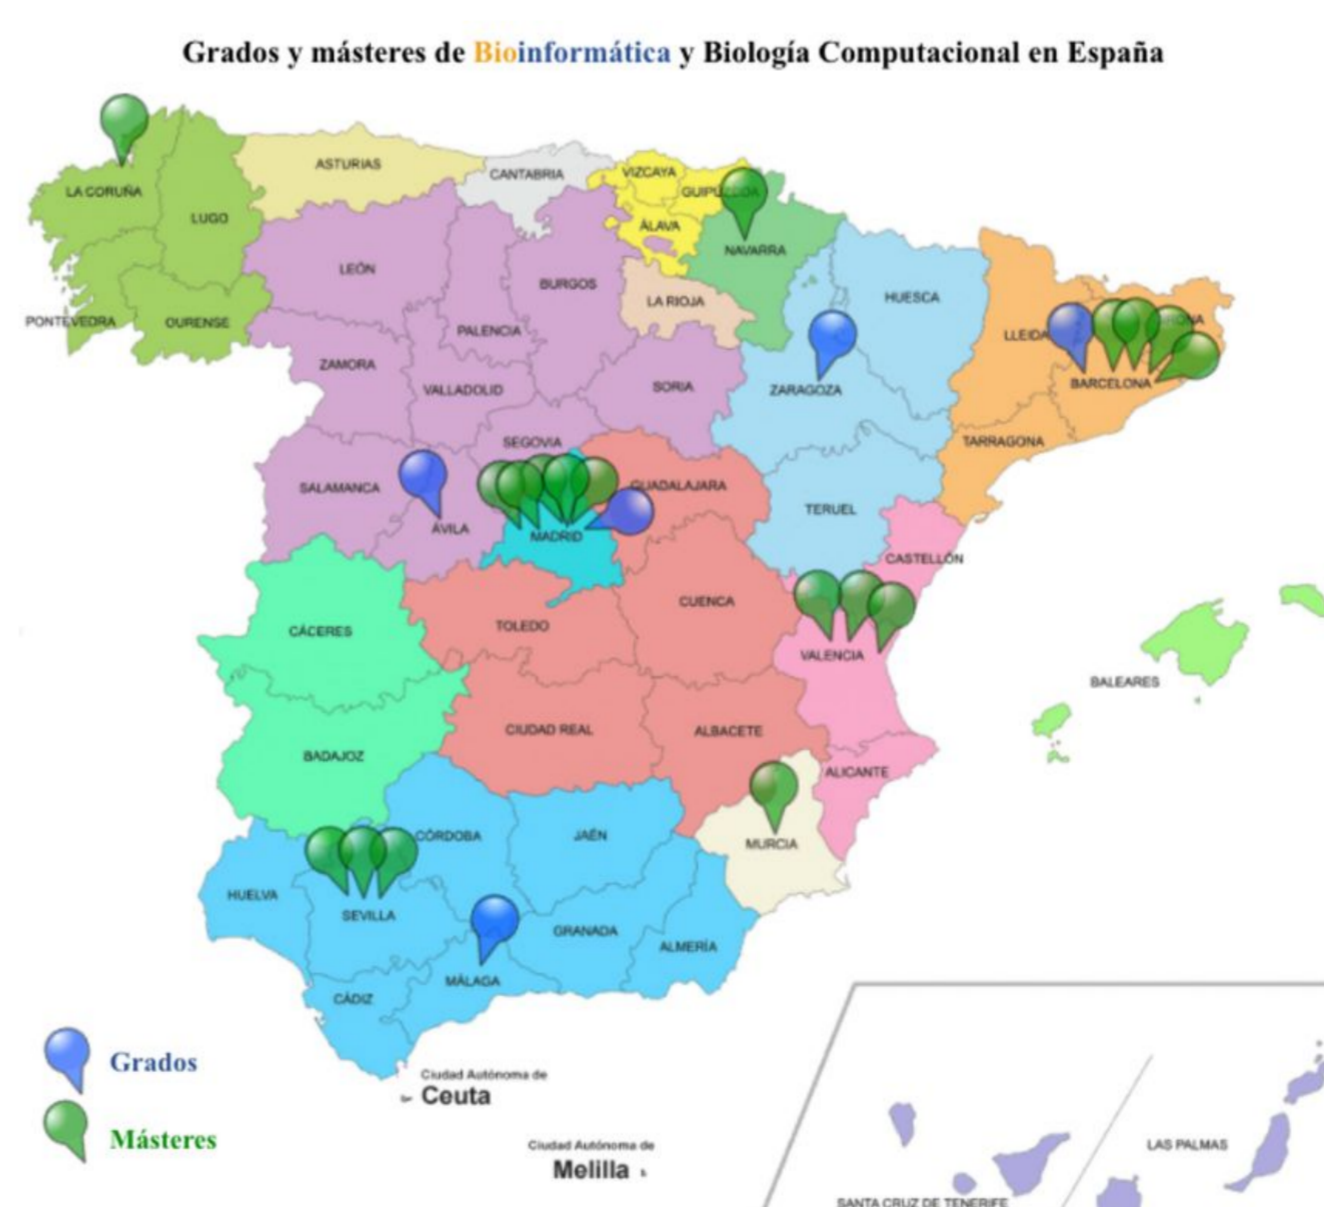 Grados y másteres de Bioinformática y Biología Computacional en España
ASTURIAS
CANTABRIA
VIZCAYA
LA CORUÑA
GUIPÚZCOA
LUGO
ÁLAVA
NAVARRA
LEÓN
BURGOS
HUESCA
LA RIOJA
PONTEVEDRA
OURENSE
PALENCIA
LLEIDA
ZAMORA
VALLADOLID
SORIA
ZARAGOZA
BARCELONA
SEGOVIA
TARRAGONA
SALAMANCA
GUADALAJARA
TERUEL
ÁVILA
MADRID
CASTELLÓN
CUENCA
CÁCERES
TOLEDO
VALENCIA
BALEARES
CIUDAD REAL
ALBACETE
BADAJOZ
ALICANTE
CÓRDOBA
JAÉN
MURCIA
HUELVA
SEVILLA
GRANADA
ALMERÍA
MÁLAGA
CÁDIZ
Grados
Másteres
Ciudad Autónoma de
Ceuta
Ciudad Autónoma de
Melilla
LAS PALMAS
SANTA CRUZ DE TENERIFE